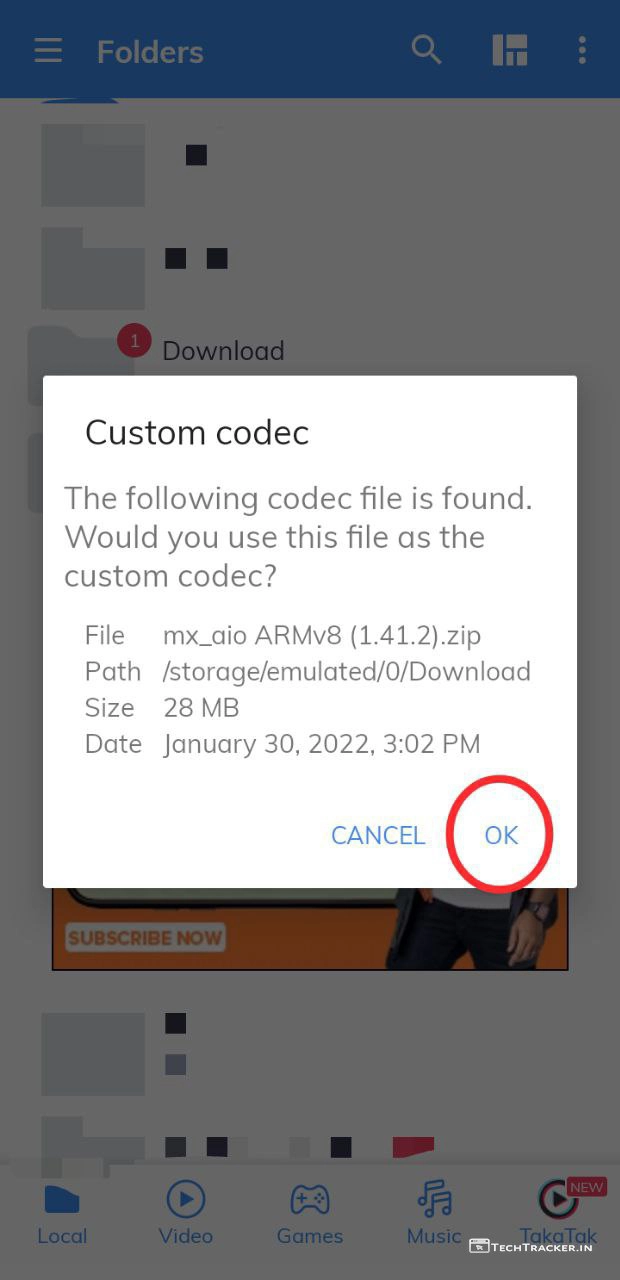 Folders
1
Download
Custom codec
The following codec file is found.
Would you use this file as the
custom codec?
File mx_aio ARMv8 (1.41.2).zip
Path /storage/emulated/0/Download
Size 28 MB
Date January 30, 2022, 3:02 PM
CANCEL OK
SUBSCRIBE NOW
NEW
Local Video Games Music TakaTak
TECHTRACKER.IN